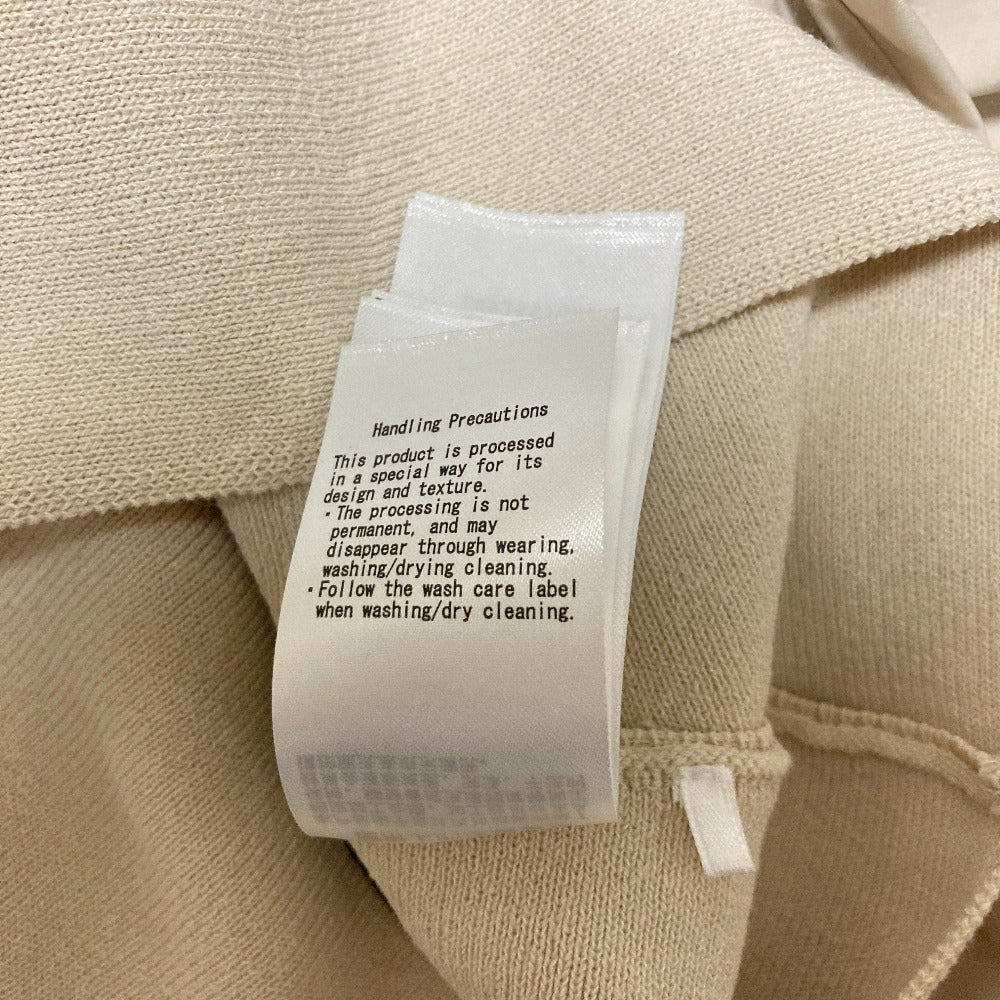 Handling Precautions
This product is processed
in a special way for its
design and texture.
・The processing is not
permanent, and may
disappear through wearing,
washing/drying cleaning.
・Follow the wash care label
when washing/dry cleaning.